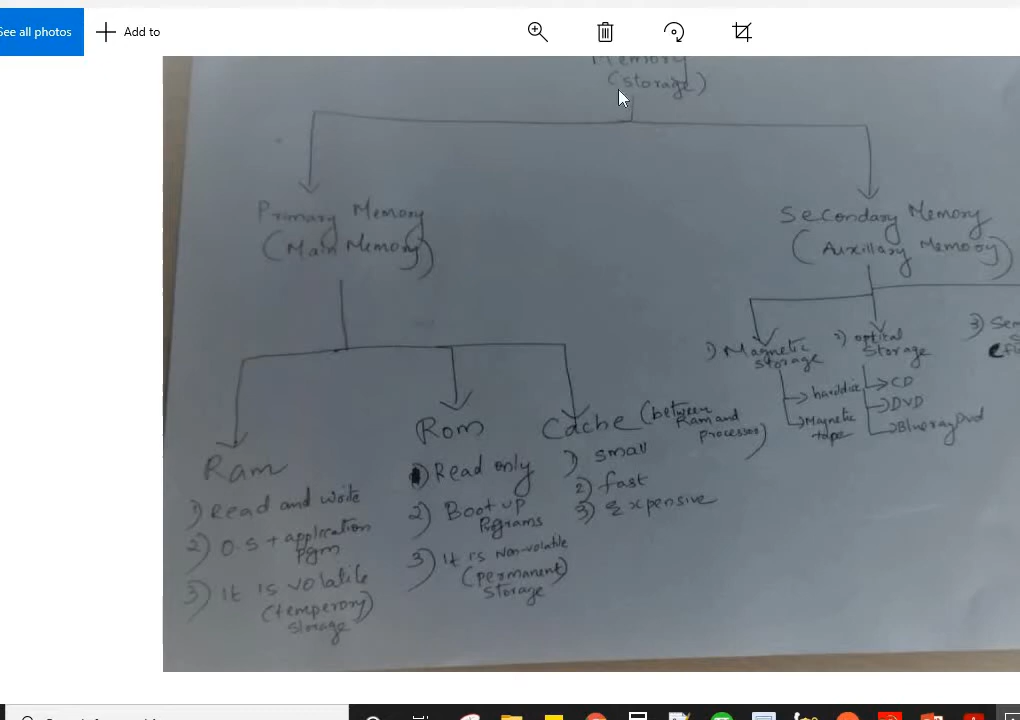 See all photos
Add to
Memory
(storage)
Primary Memory
(Main Memory)
Secondary Memory
(Auxillary Memory)
1) Magnetic
storage
→ harddisc
→ Magnetic
tape
2) optical
storage
→ CD
→ DVD
→ Blueray Dvd
3) Sem
Ram
1) Read and write
2) O.S + application
pgm
3) It is volatile
(temperory)
storage
Rom
1) Read only
2) Boot up
Programs
3) It is Non-volatile
(permanent)
storage
Cache (between
Ram and
processor)
1) small
2) fast
3) Expensive